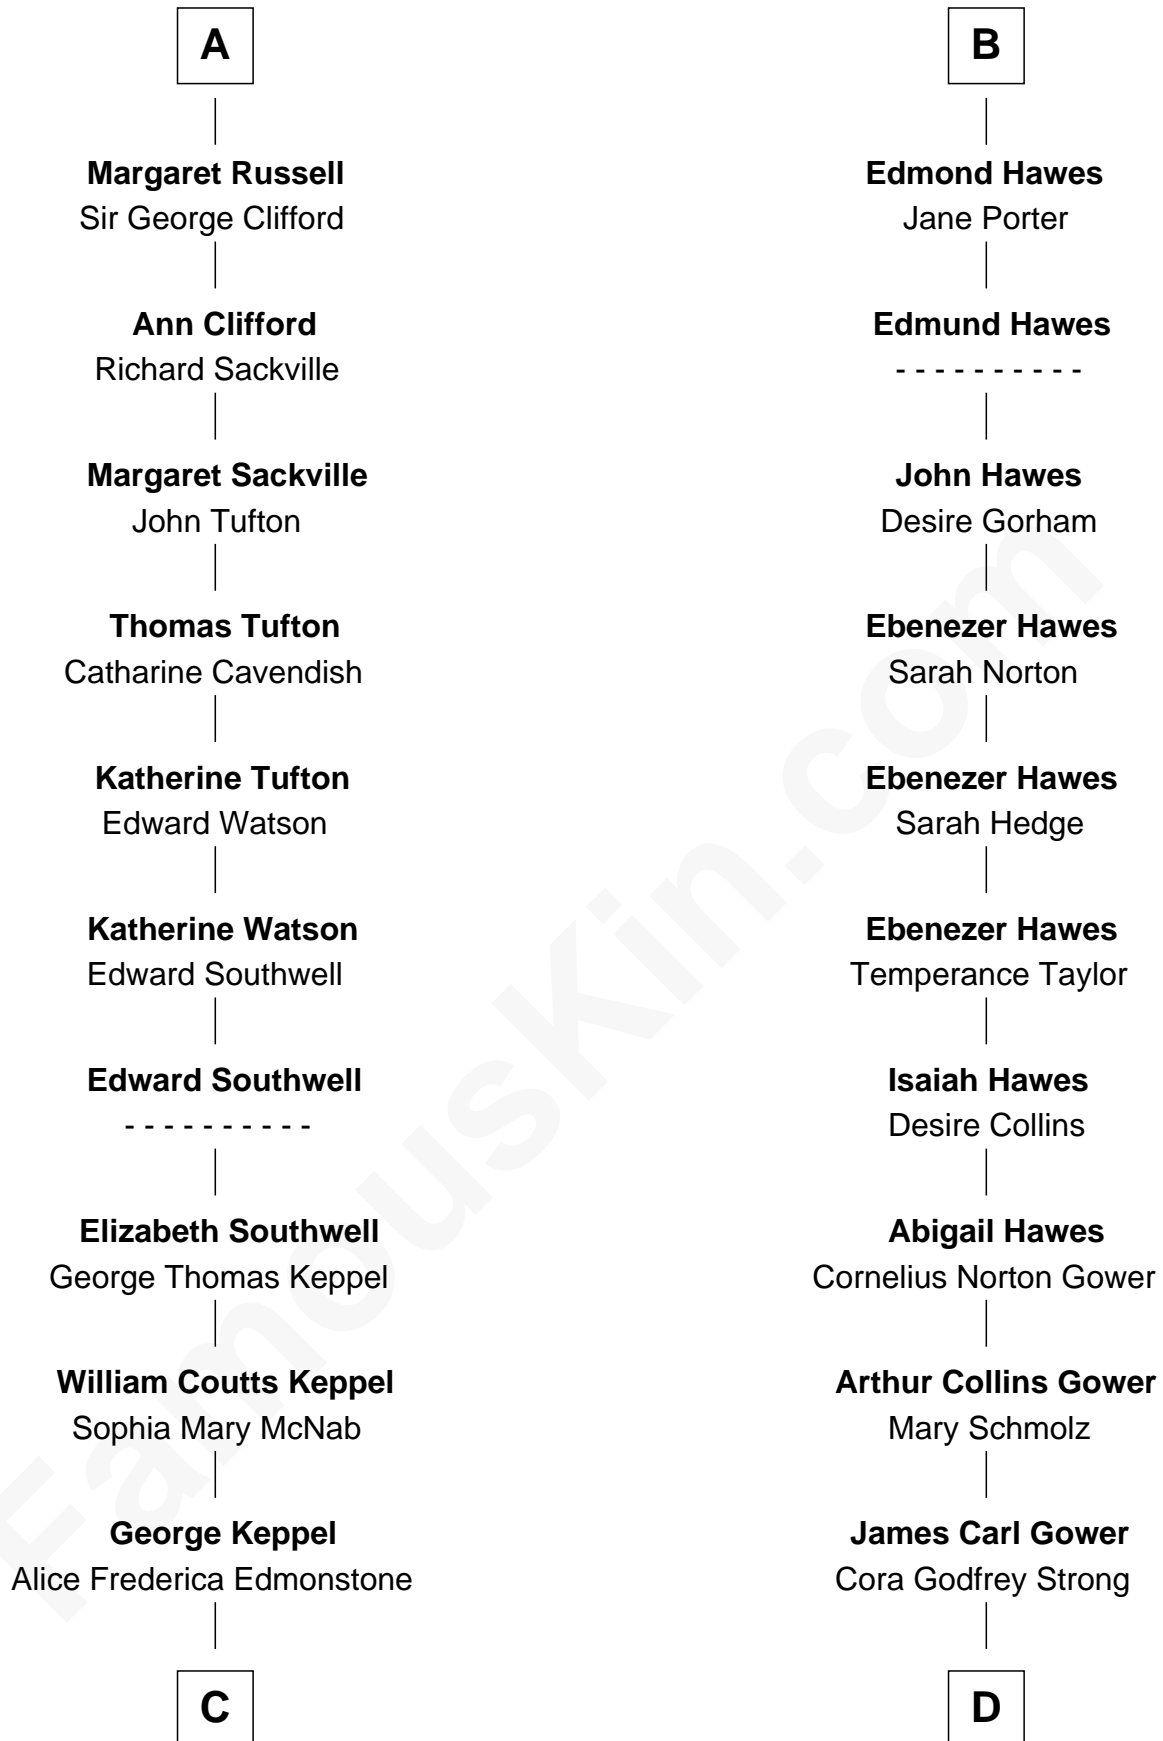 A
Margaret Russell
Sir George Clifford
Ann Clifford
Richard Sackville
Margaret Sackville
John Tufton
Thomas Tufton
Catharine Cavendish
Katherine Tufton
Edward Watson
Katherine Watson
Edward Southwell
Edward Southwell
- - - - - - - - - -
Elizabeth Southwell
George Thomas Keppel
William Coutts Keppel
Sophia Mary McNab
George Keppel
Alice Frederica Edmonstone
C
B
Edmond Hawes
Jane Porter
Edmund Hawes
- - - - - - - - - -
John Hawes
Desire Gorham
Ebenezer Hawes
Sarah Norton
Ebenezer Hawes
Sarah Hedge
Ebenezer Hawes
Temperance Taylor
Isaiah Hawes
Desire Collins
Abigail Hawes
Cornelius Norton Gower
Arthur Collins Gower
Mary Schmolz
James Carl Gower
Cora Godfrey Strong
D
FamousKin.com